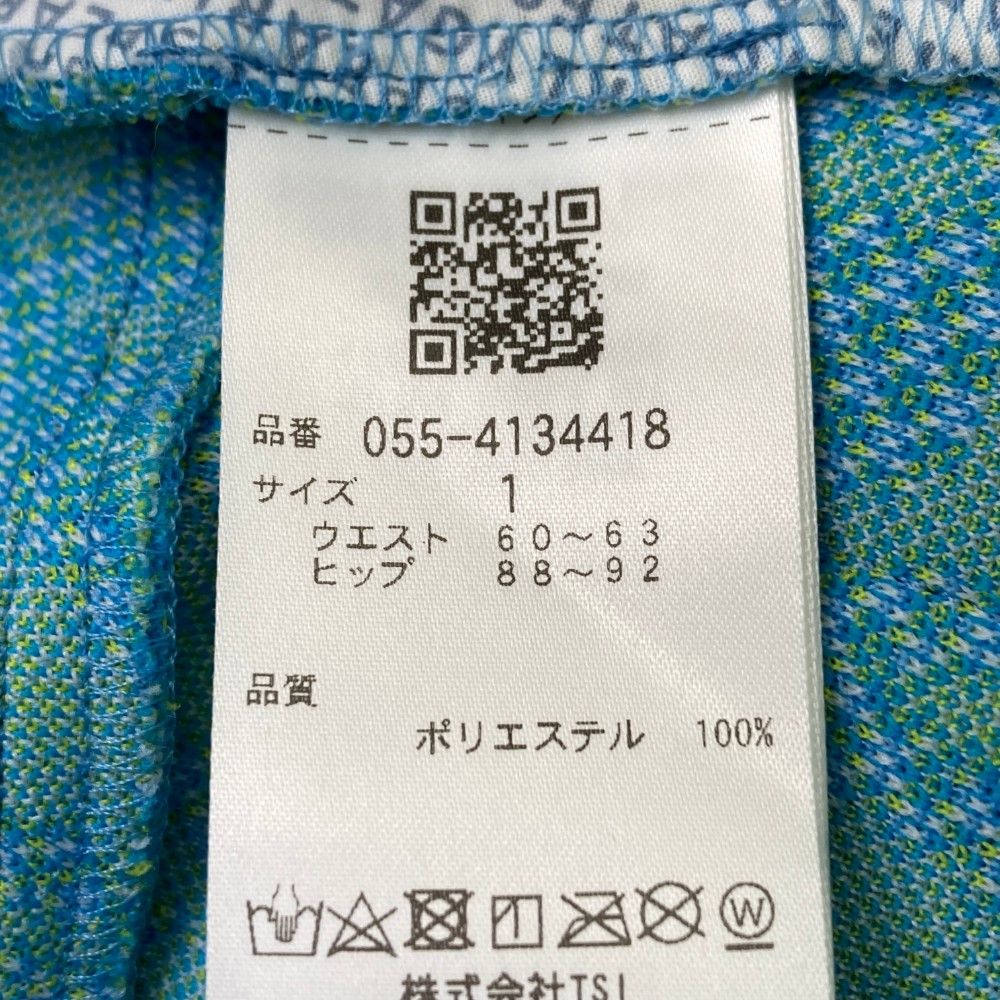 品番 055-4134418
サイズ 1
ウエスト 60～63
ヒップ 88～92
品質
ポリエステル 100%
W
株式会社TSI